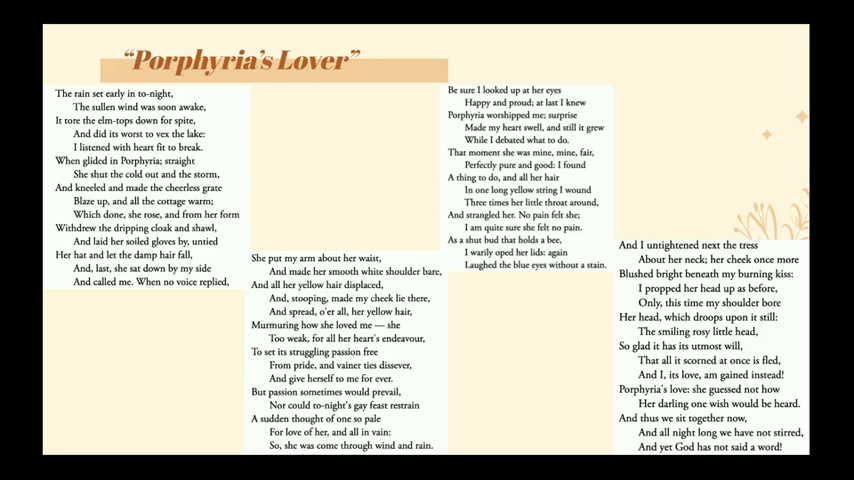 “Porphyria’s Lover”
The rain set early in to-night,
The sullen wind was soon awake,
It tore the elm-tops down for spite,
And did its worst to vex the lake:
I listened with heart fit to break.
When glided in Porphyria; straight
She shut the cold out and the storm,
And kneeled and made the cheerless grate
Blaze up, and all the cottage warm;
Which done, she rose, and from her form
Withdrew the dripping cloak and shawl,
And laid her soiled gloves by, untied
Her hat and let the damp hair fall,
And, last, she sat down by my side
And called me. When no voice replied,
She put my arm about her waist,
And made her smooth white shoulder bare,
And all her yellow hair displaced,
And, stooping, made my cheek lie there,
And spread, o’er all, her yellow hair,
Murmuring how she loved me — she
Too weak, for all her heart’s endeavour,
To set its struggling passion free
From pride, and vainer ties dissever,
And give herself to me for ever.
But passion sometimes would prevail,
Nor could to-night’s gay feast restrain
A sudden thought of one so pale
For love of her, and all in vain:
So, she was come through wind and rain.
Be sure I looked up at her eyes
Happy and proud; at last I knew
Porphyria worshipped me; surprise
Made my heart swell, and still it grew
While I debated what to do.
That moment she was mine, mine, fair,
Perfectly pure and good: I found
A thing to do, and all her hair
In one long yellow string I wound
Three times her little throat around,
And strangled her. No pain felt she;
I am quite sure she felt no pain.
As a shut bud that holds a bee,
I warily oped her lids: again
Laughed the blue eyes without a stain.
And I untightened next the tress
About her neck; her cheek once more
Blushed bright beneath my burning kiss:
I propped her head up as before,
Only, this time my shoulder bore
Her head, which droops upon it still:
The smiling rosy little head,
So glad it has its utmost will,
That all it scorned at once is fled,
And I, its love, am gained instead!
Porphyria’s love: she guessed not how
Her darling one wish would be heard.
And thus we sit together now,
And all night long we have not stirred,
And yet God has not said a word!